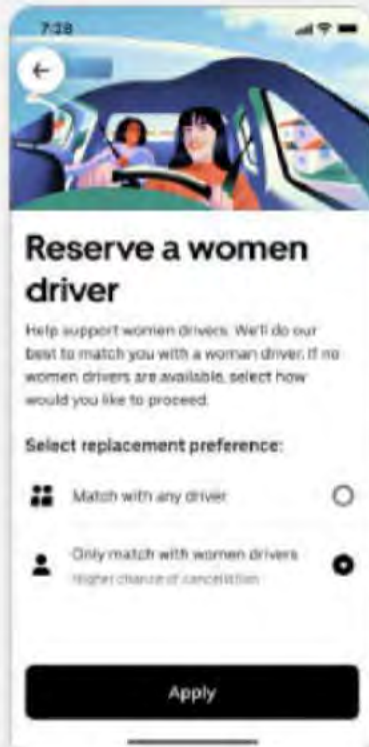 7:28
Reserve a women
driver
Help support women drivers. We'll do our
best to match you with a woman driver. If no
women drivers are available, select how
would you like to proceed.
Select replacement preference:
Match with any driver
Only match with women drivers
Higher chance of cancellation
Apply